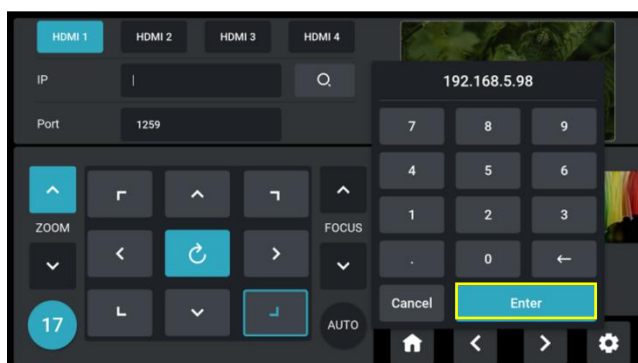 HDMI 1 HDMI 2 HDMI 3 HDMI 4
IP
Port 1259
192.168.5.98
7 8 9
4 5 6
1 2 3
. 0 ←
Cancel Enter
ZOOM
FOCUS
17
AUTO